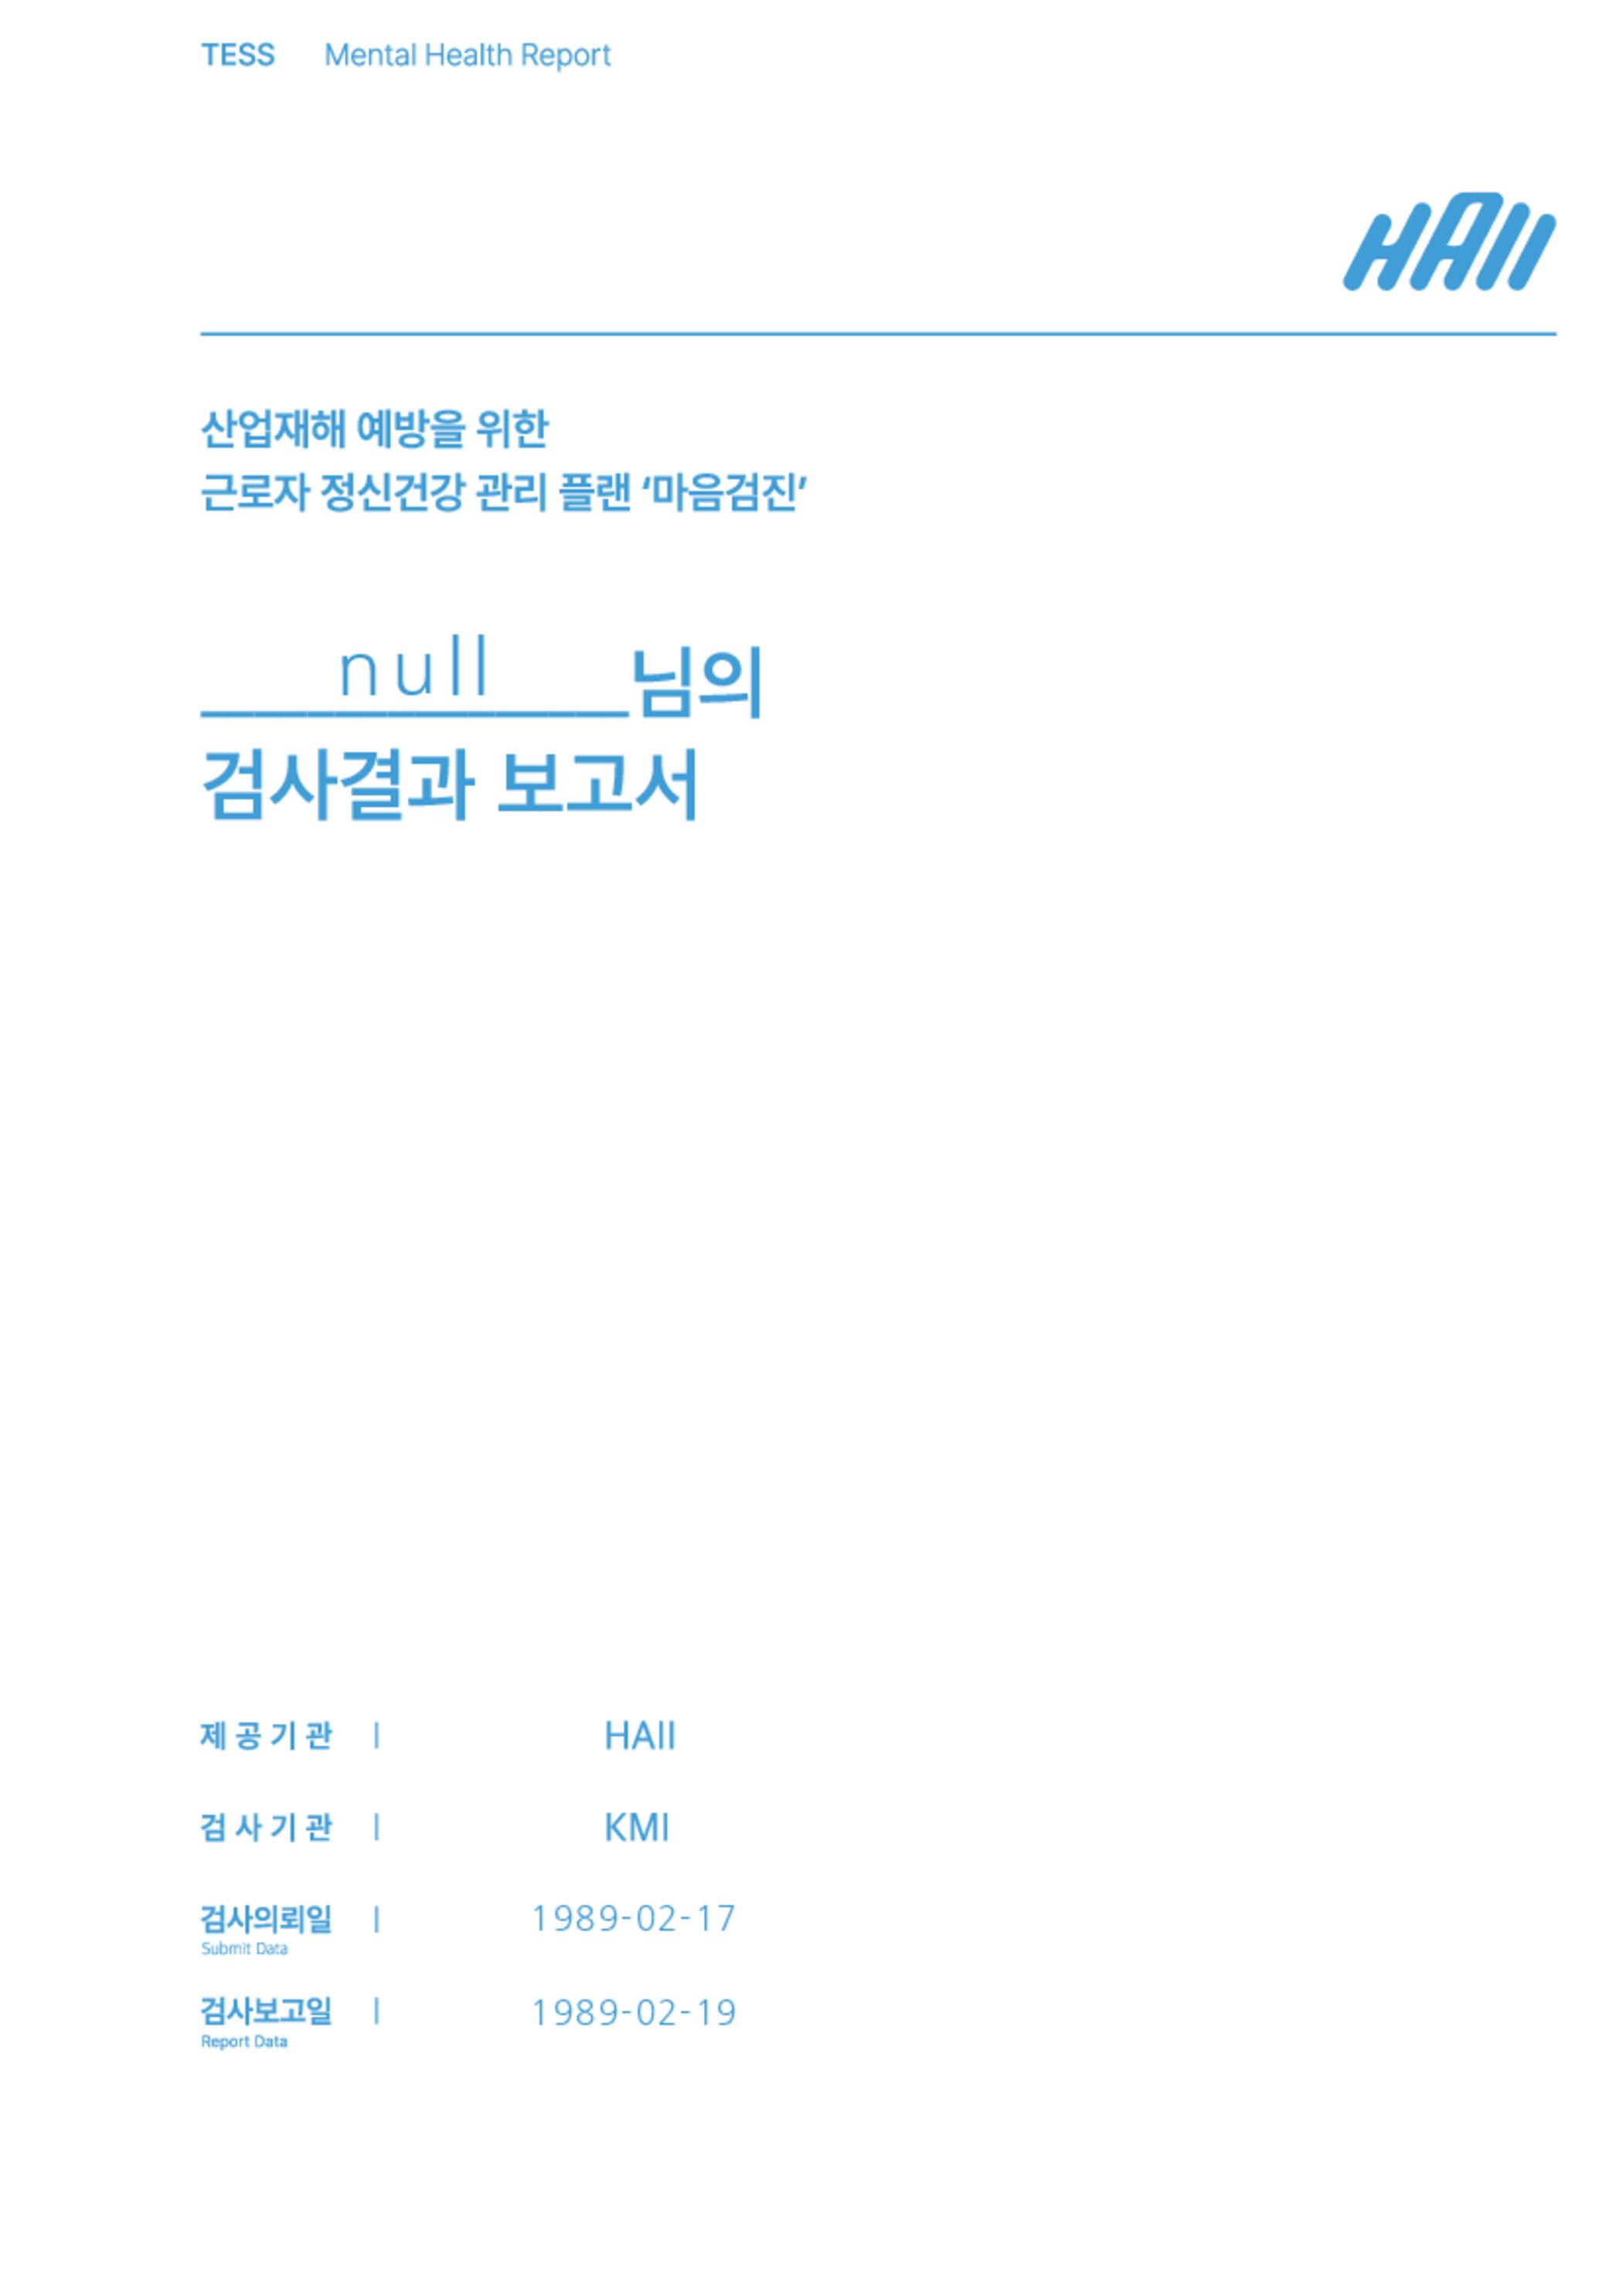 TESS Mental Health Report
HAII
산업재해 예방을 위한
근로자 정신건강 관리 플랜 ‘마음검진’
null 님의
검사결과 보고서
제공기관 | HAII
검사기관 | KMI
검사의뢰일 | 1989-02-17
Submit Data
검사보고일 | 1989-02-19
Report Data